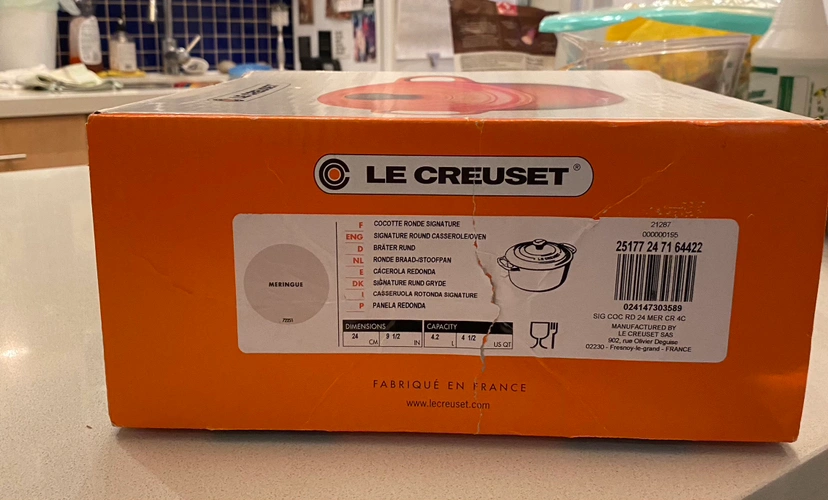 LE CREUSET
LE CREUSET®
MERINGUE
F COCOTTE RONDE SIGNATURE
ENG SIGNATURE ROUND CASSEROLE/OVEN
D BRÄTER RUND
NL RONDE BRAAD-/STOOFPAN
E CACEROLA REDONDA
DK SIGNATURE RUND GRYDE
I CASSERUOLA ROTONDA SIGNATURE
P PANELA REDONDA
DIMENSIONS CAPACITY
24 CM 9 1/2 IN 4.2 L 4 1/2 US QT
21287
000000195
25177 24 71 64422
024147303589
SIG COC RD 24 MER CR 4C
MANUFACTURED BY
LE CREUSET SAS
902, rue Olivier Deguise
02230 - Fresnoy-le-grand - FRANCE
FABRIQUÉ EN FRANCE
www.lecreuset.com